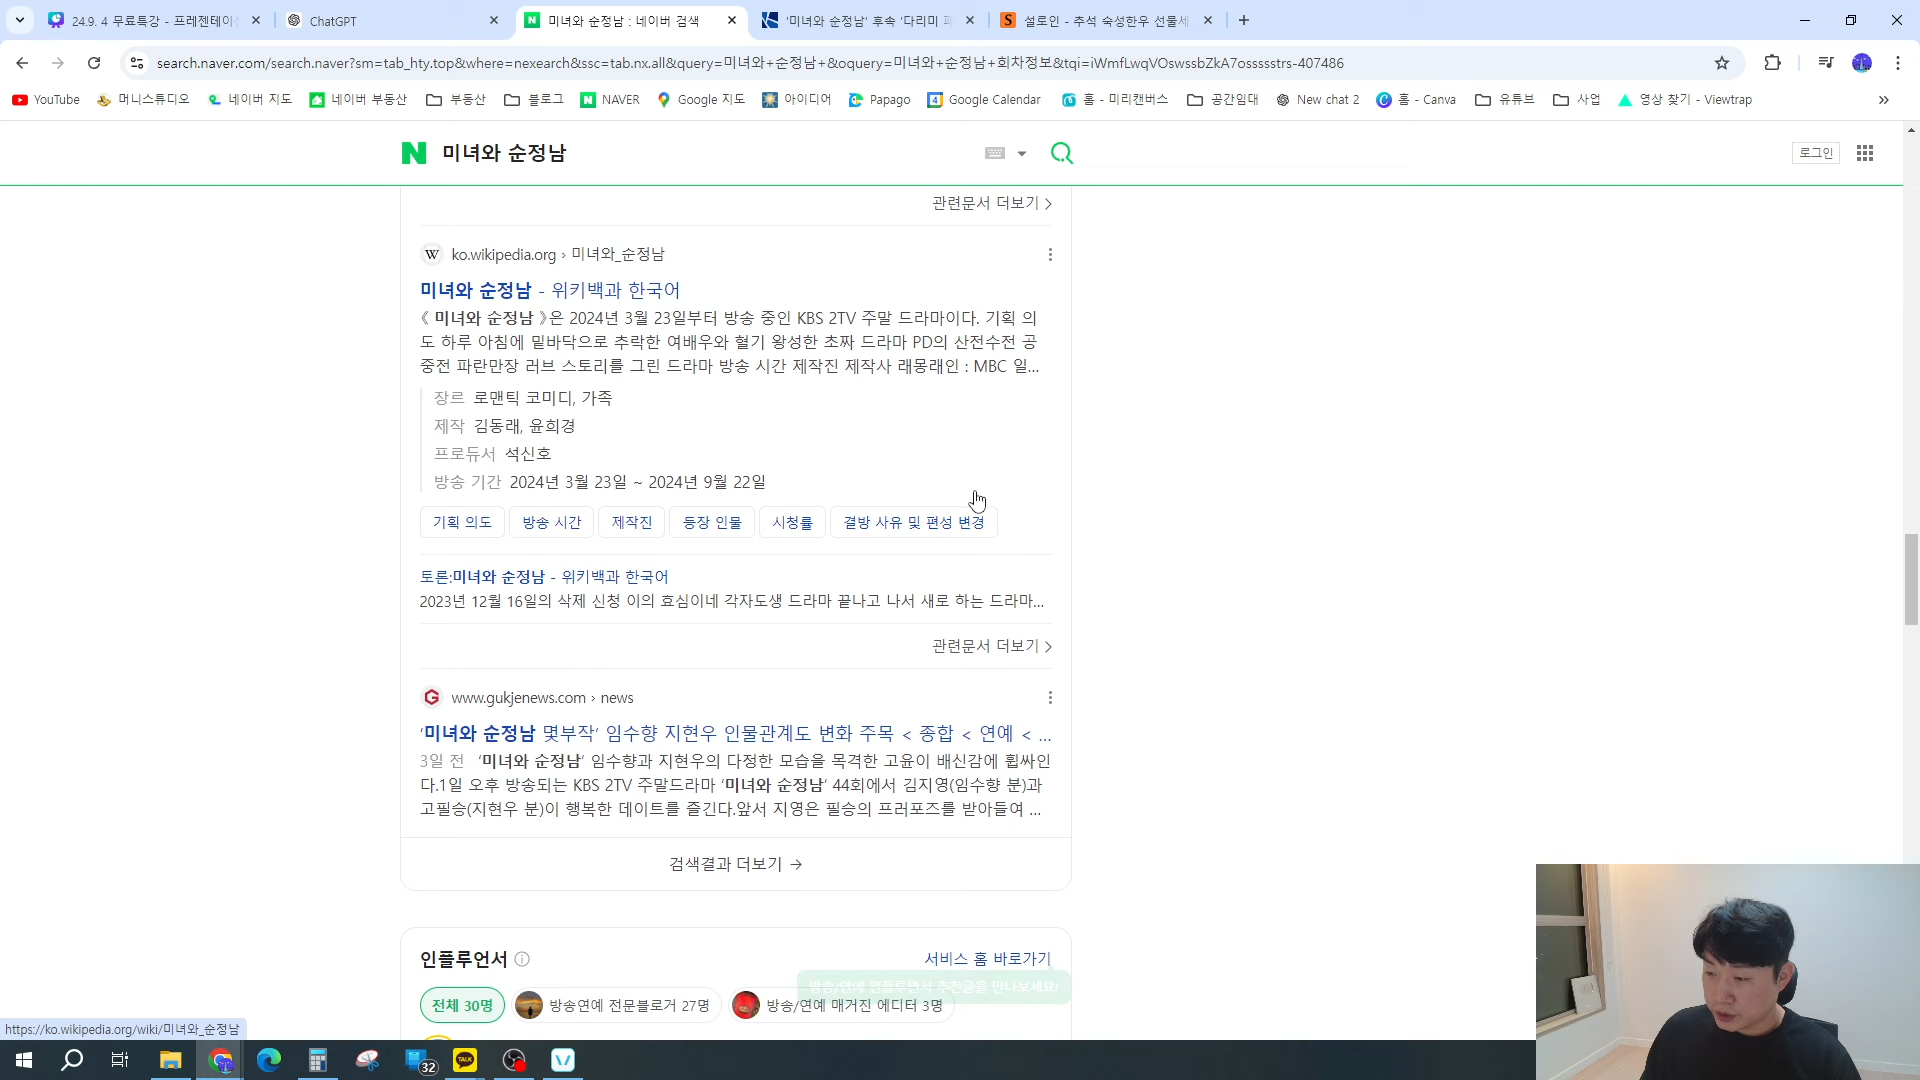 24.9. 4 무료특강 - 프레젠테이
ChatGPT
미녀와 순정남 : 네이버 검색
'미녀와 순정남' 후속 '다리미 패
설로인 - 추석 숙성한우 선물세
search.naver.com/search.naver?sm=tab_hty.top&where=nexearch&ssc=tab.nx.all&query=미녀와+순정남+&oquery=미녀와+순정남+회차정보&tqi=iWmfLwqVOswssbZkA7ossssstrs-407486
YouTube
머니스튜디오
네이버 지도
네이버 부동산
부동산
블로그
NAVER
Google 지도
아이디어
Papago
Google Calendar
홈 - 미리캔버스
공간임대
New chat 2
홈 - Canva
유튜브
사업
영상 찾기 - Viewtrap
미녀와 순정남
로그인
관련문서 더보기
ko.wikipedia.org › 미녀와_순정남
미녀와 순정남 - 위키백과 한국어
《 미녀와 순정남 》은 2024년 3월 23일부터 방송 중인 KBS 2TV 주말 드라마이다. 기획 의
도 하루 아침에 밑바닥으로 추락한 여배우와 혈기 왕성한 초짜 드라마 PD의 산전수전 공
중전 파란만장 러브 스토리를 그린 드라마 방송 시간 제작진 제작사 래몽래인 : MBC 일...
장르 로맨틱 코미디, 가족
제작 김동래, 윤희경
프로듀서 석신호
방송 기간 2024년 3월 23일 ~ 2024년 9월 22일
기획 의도
방송 시간
제작진
등장 인물
시청률
결방 사유 및 편성 변경
토론:미녀와 순정남 - 위키백과 한국어
2023년 12월 16일의 삭제 신청 이의 효심이네 각자도생 드라마 끝나고 나서 새로 하는 드라마...
관련문서 더보기
www.gukjenews.com › news
'미녀와 순정남 몇부작' 임수향 지현우 인물관계도 변화 주목 < 종합 < 연예 < ...
3일 전 '미녀와 순정남' 임수향과 지현우의 다정한 모습을 목격한 고윤이 배신감에 휩싸인
다.1일 오후 방송되는 KBS 2TV 주말드라마 '미녀와 순정남' 44회에서 김지영(임수향 분)과
고필승(지현우 분)이 행복한 데이트를 즐긴다.앞서 지영은 필승의 프러포즈를 받아들여 ...
검색결과 더보기
인플루언서
서비스 홈 바로가기
방송/연예 인플루언서 추천글을 만나보세요!
전체 30명
방송연예 전문블로거 27명
방송/연예 매거진 에디터 3명
https://ko.wikipedia.org/wiki/미녀와_순정남
32
TALK